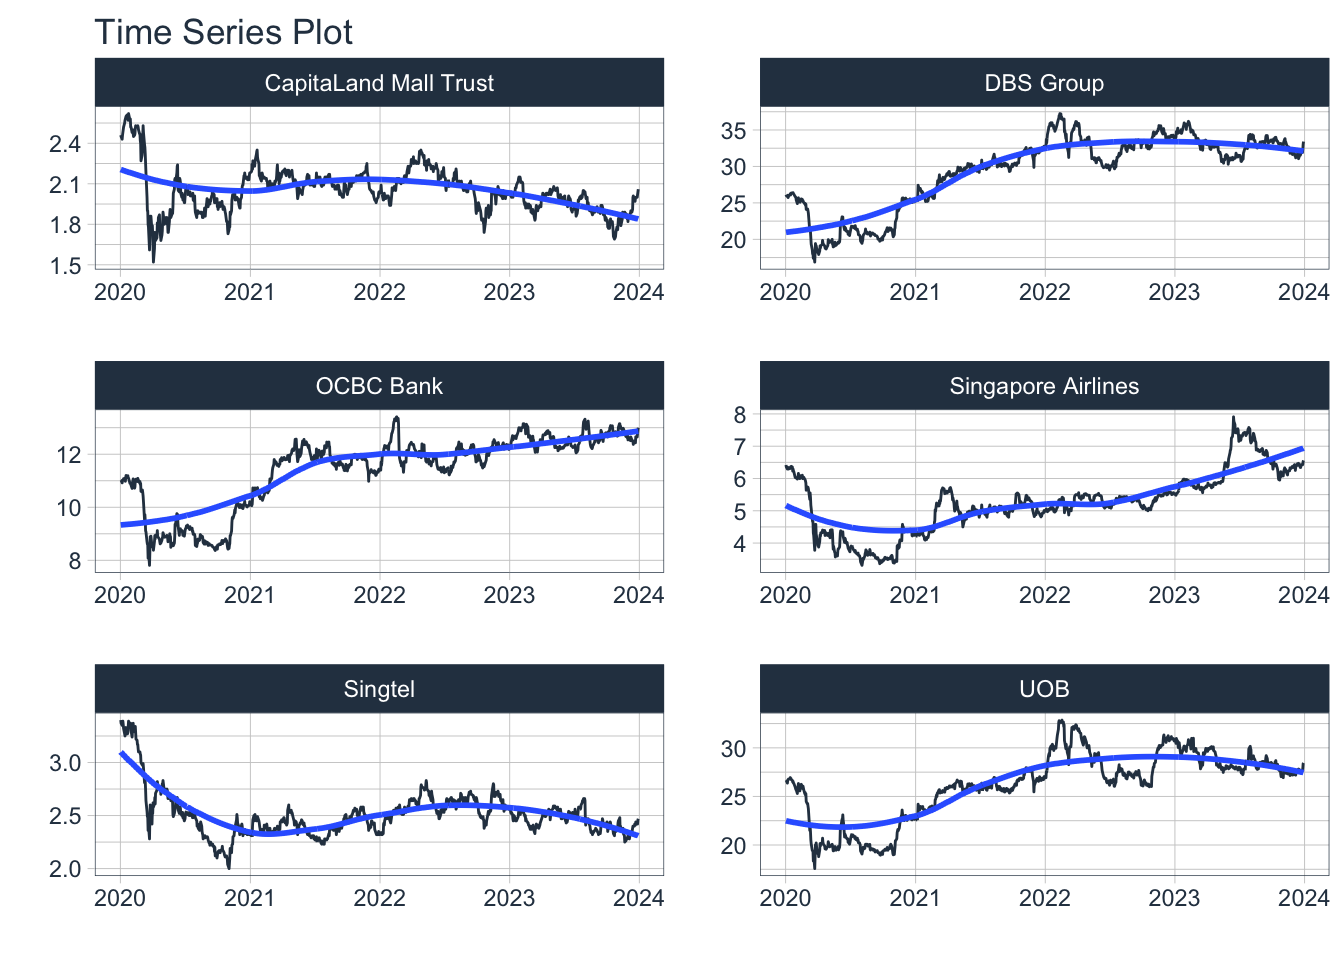 Time Series Plot
CapitaLand Mall Trust
2.4
2.1
1.8
1.5
2020 2021 2022 2023 2024
DBS Group
35
30
25
20
2020 2021 2022 2023 2024
OCBC Bank
12
10
8
2020 2021 2022 2023 2024
Singapore Airlines
8
7
6
5
4
2020 2021 2022 2023 2024
Singtel
3.0
2.5
2.0
2020 2021 2022 2023 2024
UOB
30
25
20
2020 2021 2022 2023 2024